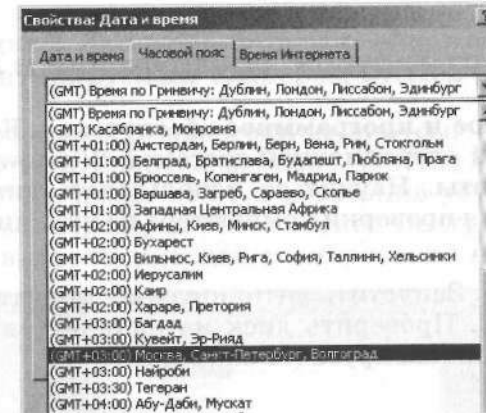 Свойства: Дата и время
Дата и время Часовой пояс Время Интернета
(GMT) Время по Гринвичу: Дублин, Лондон, Лиссабон, Эдинбург
(GMT) Время по Гринвичу: Дублин, Лондон, Лиссабон, Эдинбург
(GMT) Касабланка, Монровия
(GMT+01:00) Амстердам, Берлин, Берн, Вена, Рим, Стокгольм
(GMT+01:00) Белград, Братислава, Будапешт, Любляна, Прага
(GMT+01:00) Брюссель, Копенгаген, Мадрид, Париж
(GMT+01:00) Варшава, Загреб, Сараево, Скопье
(GMT+01:00) Западная Центральная Африка
(GMT+02:00) Афины, Киев, Минск, Стамбул
(GMT+02:00) Бухарест
(GMT+02:00) Вильнюс, Киев, Рига, София, Таллинн, Хельсинки
(GMT+02:00) Иерусалим
(GMT+02:00) Каир
(GMT+02:00) Хараре, Претория
(GMT+03:00) Багдад
(GMT+03:00) Кувейт, Эр-Рияд
(GMT+03:00) Москва, Санкт-Петербург, Волгоград
(GMT+03:00) Найроби
(GMT+03:30) Тегеран
(GMT+04:00) Абу-Даби, Мускат